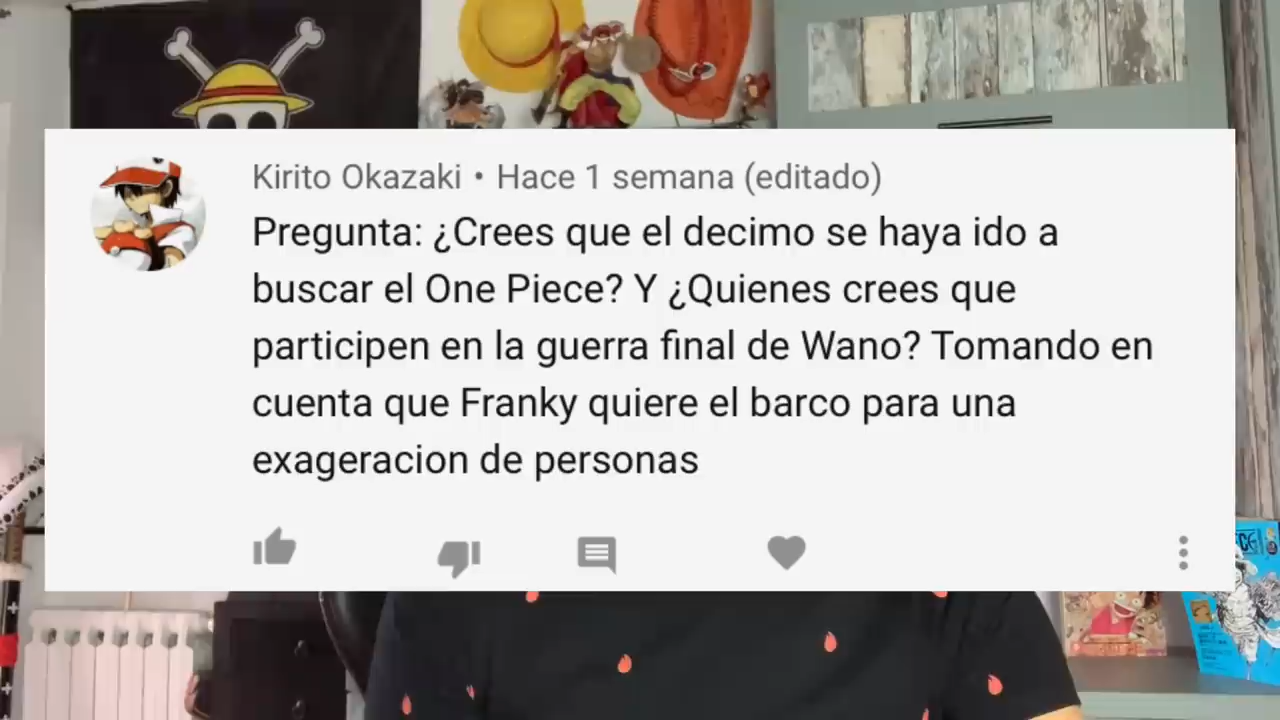 Kirito Okazaki • Hace 1 semana (editado)
Pregunta: ¿Crees que el decimo se haya ido a
buscar el One Piece? Y ¿Quienes crees que
participen en la guerra final de Wano? Tomando en
cuenta que Franky quiere el barco para una
exageracion de personas